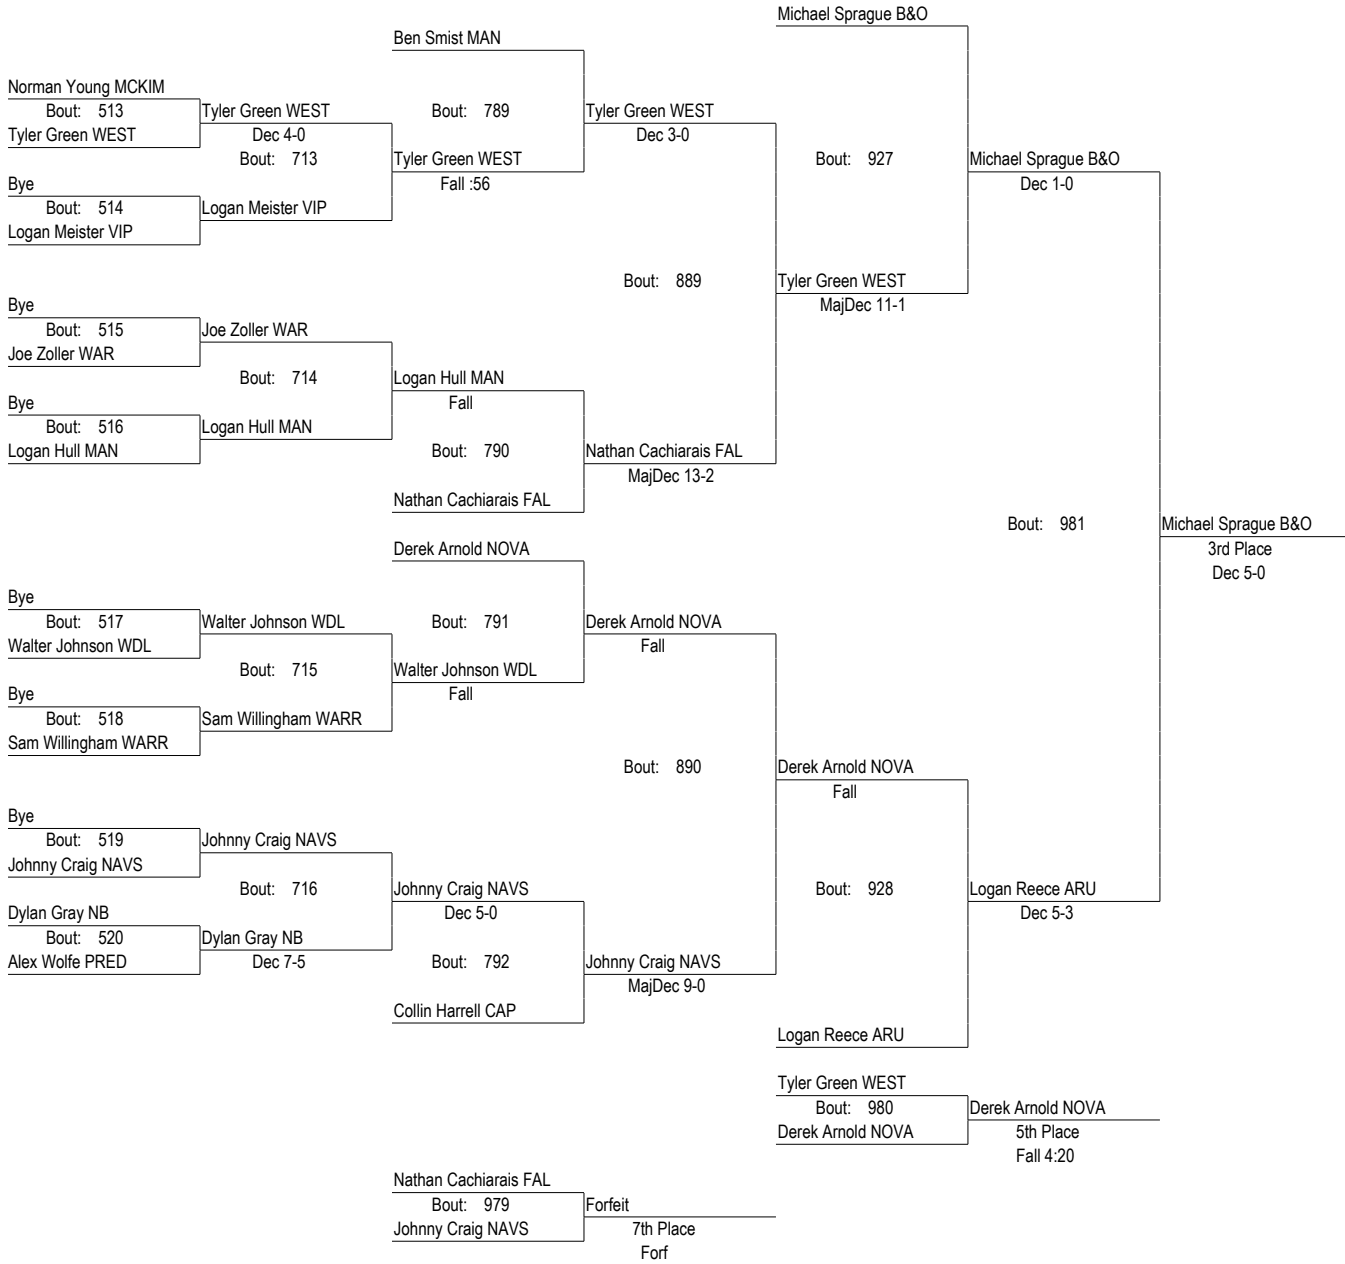 Michael Sprague B&O
Ben Smist MAN
Norman Young MCKIM
Bout: 513
Tyler Green WEST
Bout: 789
Tyler Green WEST
Tyler Green WEST
Dec 4-0
Dec 3-0
Bout: 713
Tyler Green WEST
Bout: 927
Michael Sprague B&O
Bye
Fall :56
Dec 1-0
Bout: 514
Logan Meister VIP
Logan Meister VIP
Bout: 889
Tyler Green WEST
Bye
MajDec 11-1
Bout: 515
Joe Zoller WAR
Joe Zoller WAR
Bout: 714
Logan Hull MAN
Bye
Fall
Bout: 516
Logan Hull MAN
Logan Hull MAN
Bout: 790
Nathan Cachiarais FAL
MajDec 13-2
Nathan Cachiarais FAL
Bout: 981
Michael Sprague B&O
Derek Arnold NOVA
3rd Place
Dec 5-0
Bye
Bout: 517
Walter Johnson WDL
Bout: 791
Derek Arnold NOVA
Walter Johnson WDL
Fall
Bout: 715
Walter Johnson WDL
Bye
Fall
Bout: 518
Sam Willingham WARR
Sam Willingham WARR
Bout: 890
Derek Arnold NOVA
Fall
Bye
Bout: 519
Johnny Craig NAVS
Johnny Craig NAVS
Bout: 716
Johnny Craig NAVS
Bout: 928
Logan Reece ARU
Dylan Gray NB
Dec 5-0
Dec 5-3
Bout: 520
Dylan Gray NB
Alex Wolfe PRED
Dec 7-5
Bout: 792
Johnny Craig NAVS
MajDec 9-0
Collin Harrell CAP
Logan Reece ARU
Tyler Green WEST
Bout: 980
Derek Arnold NOVA
Derek Arnold NOVA
5th Place
Fall 4:20
Nathan Cachiarais FAL
Bout: 979
Forfeit
Johnny Craig NAVS
7th Place
Forf